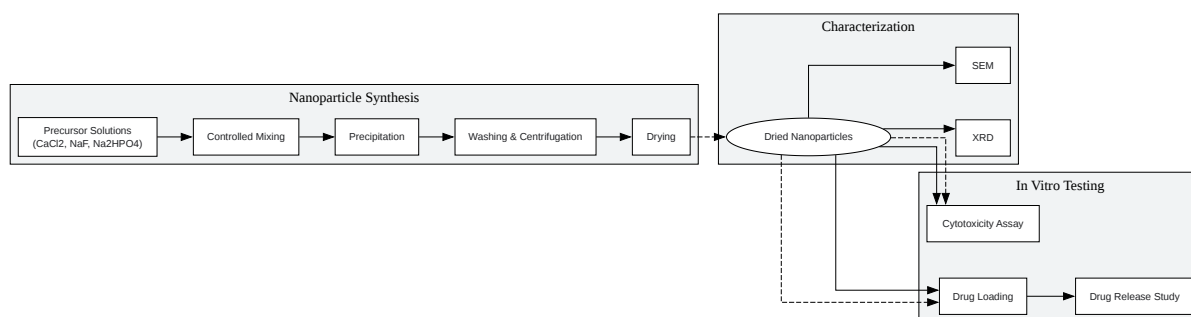 Nanoparticle Synthesis
Precursor Solutions
(CaCl2, NaF, Na2HPO4)
Controlled Mixing
Precipitation
Washing & Centrifugation
Drying
Characterization
Dried Nanoparticles
SEM
XRD
In Vitro Testing
Cytotoxicity Assay
Drug Loading
Drug Release Study